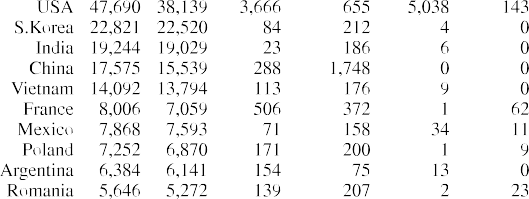 USA 47,690 38,139 3,666 655 5,038 143
S.Korea 22,821 22,520 84 212 4 0
India 19,244 19,029 23 186 6 0
China 17,575 15,539 288 1,748 0 0
Vietnam 14,092 13,794 113 176 9 0
France 8,006 7,059 506 372 1 62
Mexico 7,868 7,593 71 158 34 11
Poland 7,252 6,870 171 200 1 9
Argentina 6,384 6,141 154 75 13 0
Romania 5,646 5,272 139 207 2 23